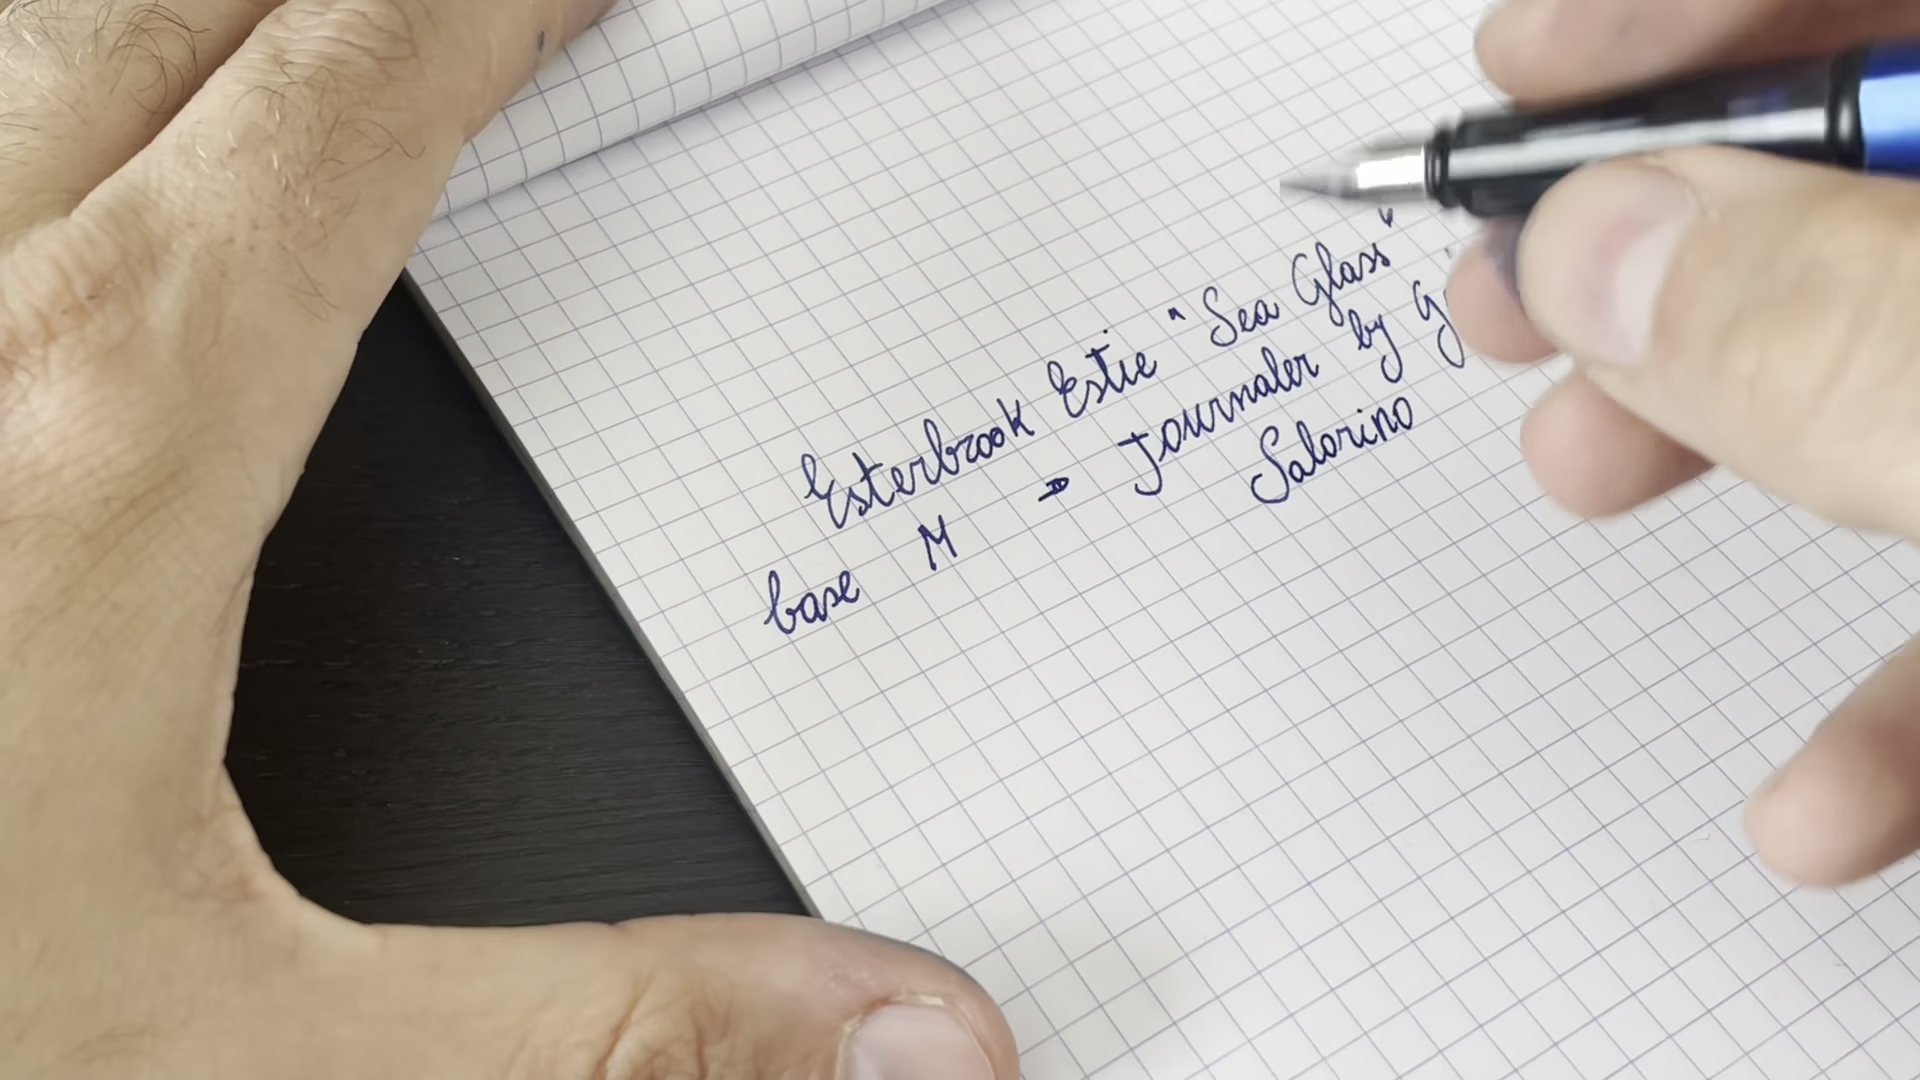 Esterbrook Estie "Sea Glass"
base M → Journaler by
Salorino